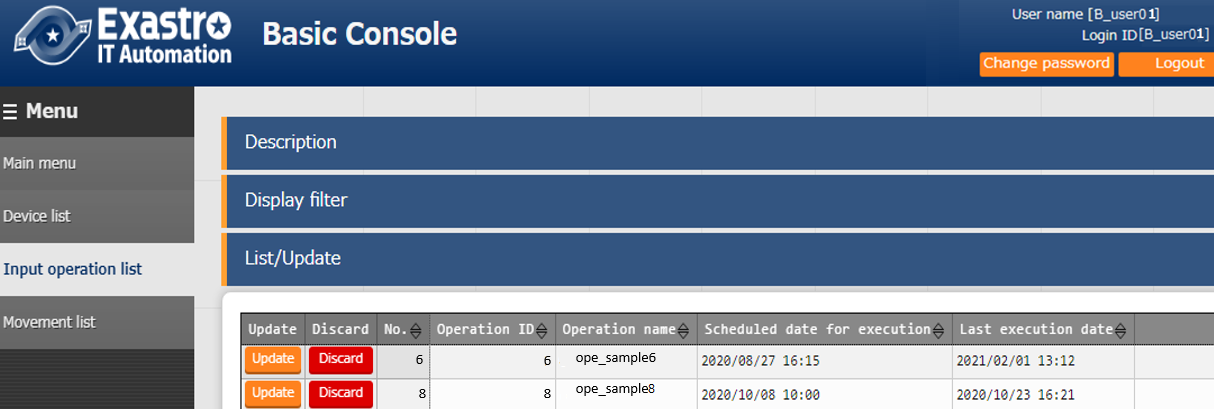 Exastro
IT Automation
Basic Console
User name [B_user01]
Login ID[B_user01]
Change password
Logout
Menu
Main menu
Device list
Input operation list
Movement list
Description
Display filter
List/Update
Update Discard No. Operation ID Operation name Scheduled date for execution Last execution date
Update Discard 6 6 ope_sample6 2020/08/27 16:15 2021/02/01 13:12
Update Discard 8 8 ope_sample8 2020/10/08 10:00 2020/10/23 16:21